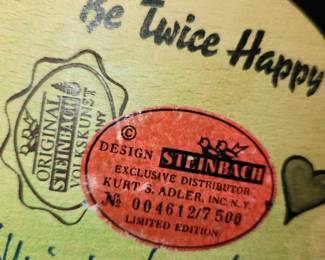 Be Twice Happy
ORIGINAL
STEINBACH
VOLKSKUNST
©
DESIGN STEINBACH
EXCLUSIVE DISTRIBUTOR
KURT S. ADLER, INC. N.Y.
№ 004612/7500
LIMITED EDITION